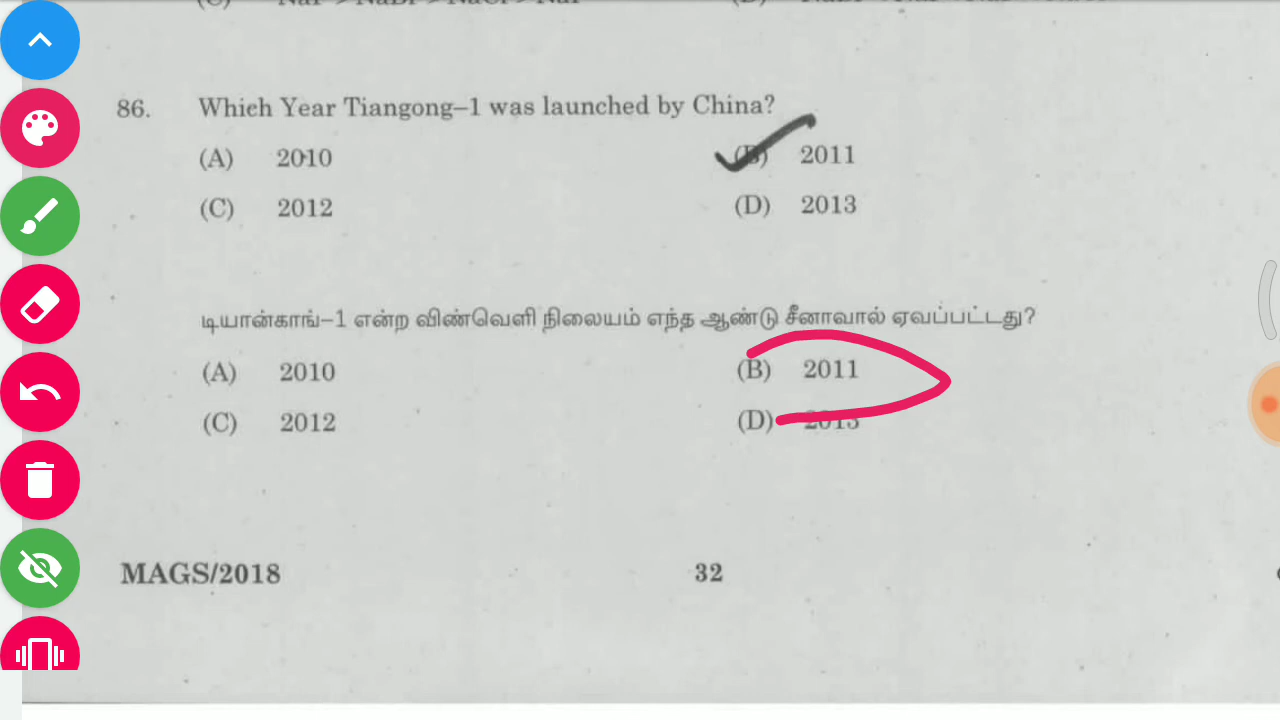 86. Which Year Tiangong–1 was launched by China?
(A) 2010 (B) 2011
(C) 2012 (D) 2013
டியான்காங்–1 என்ற விண்வெளி நிலையம் எந்த ஆண்டு சீனாவால் ஏவப்பட்டது?
(A) 2010 (B) 2011
(C) 2012 (D) 2013
MAGS/2018 32